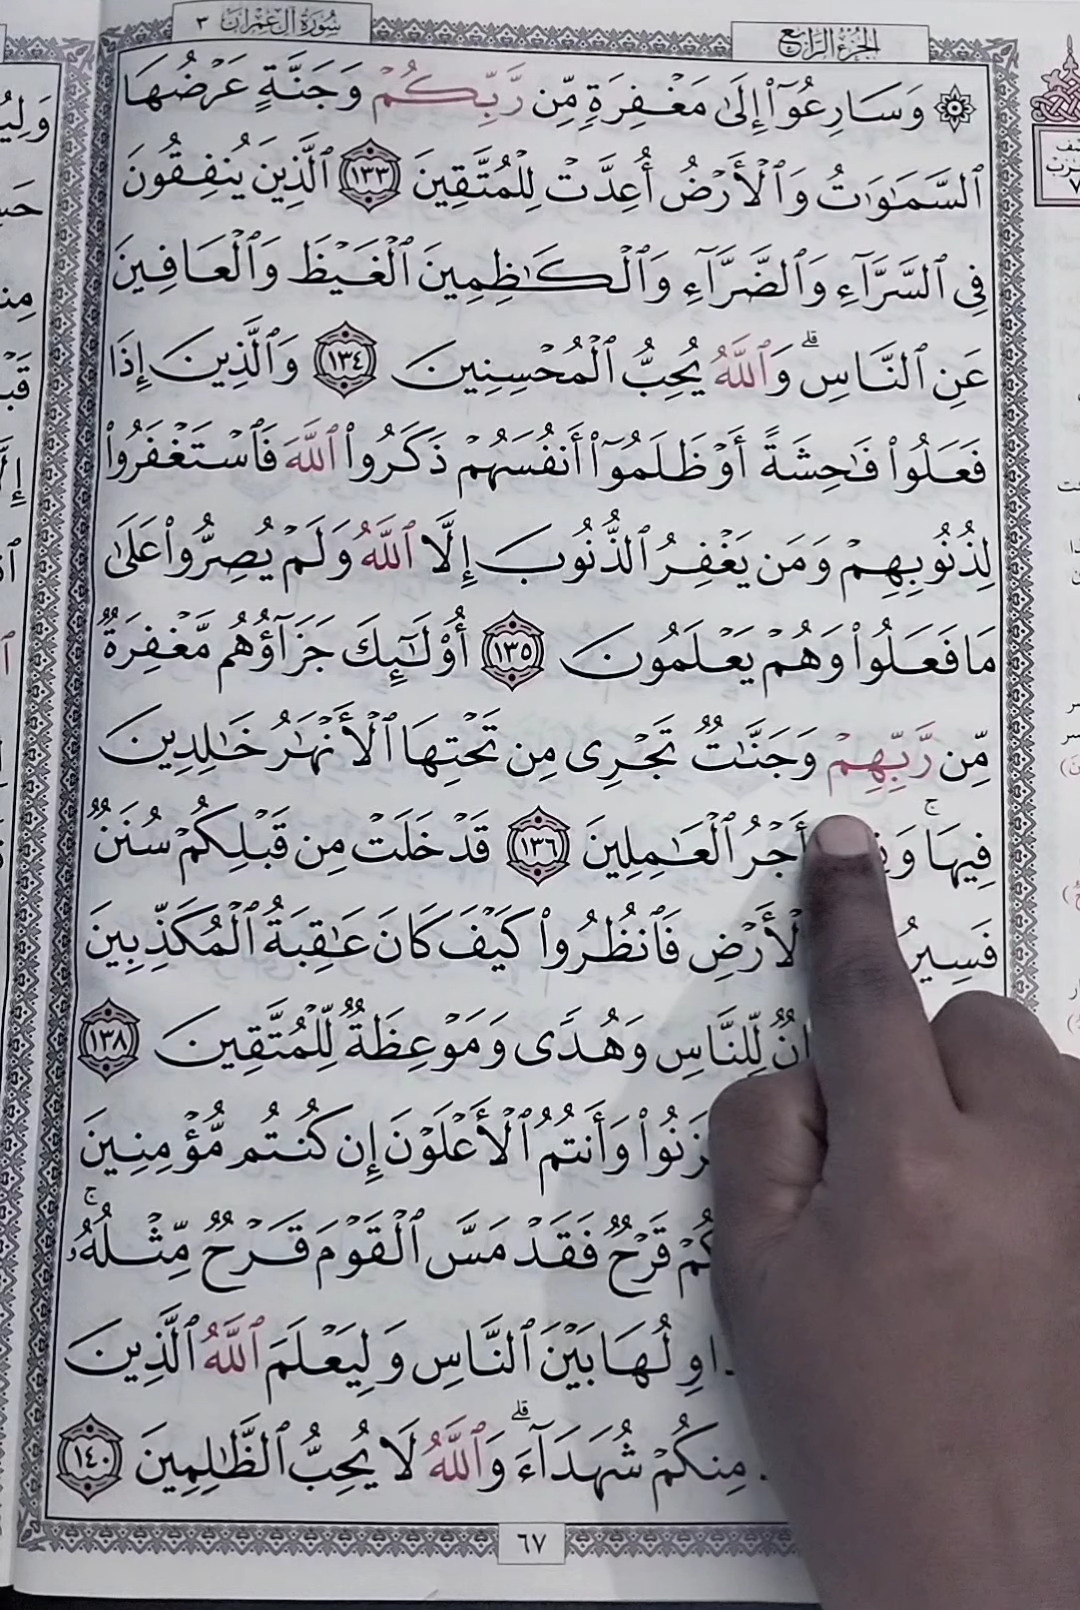 الجزء الرابع
سورة آل عمران ٣
۞ وَسَارِعُوٓاْ إِلَىٰ مَغْفِرَةٖ مِّن رَّبِّكُمْ وَجَنَّةٍ عَرْضُهَا
ٱلسَّمَٰوَٰتُ وَٱلْأَرْضُ أُعِدَّتْ لِلْمُتَّقِينَ ١٣٣ ٱلَّذِينَ يُنفِقُونَ
فِي ٱلسَّرَّآءِ وَٱلضَّرَّآءِ وَٱلْكَٰظِمِينَ ٱلْغَيْظَ وَٱلْعَافِينَ
عَنِ ٱلنَّاسِۗ وَٱللَّهُ يُحِبُّ ٱلْمُحْسِنِينَ ١٣٤ وَٱلَّذِينَ إِذَا
فَعَلُواْ فَٰحِشَةً أَوْ ظَلَمُوٓاْ أَنفُسَهُمْ ذَكَرُواْ ٱللَّهَ فَٱسْتَغْفَرُواْ
لِذُنُوبِهِمْ وَمَن يَغْفِرُ ٱلذُّنُوبَ إِلَّا ٱللَّهُ وَلَمْ يُصِرُّواْ عَلَىٰ
مَا فَعَلُواْ وَهُمْ يَعْلَمُونَ ١٣٥ أُوْلَٰٓئِكَ جَزَآؤُهُم مَّغْفِرَةٞ
مِّن رَّبِّهِمْ وَجَنَّٰتٞ تَجْرِي مِن تَحْتِهَا ٱلْأَنْهَٰرُ خَٰلِدِينَ
فِيهَاۚ أَجْرُ ٱلْعَٰمِلِينَ ١٣٦ قَدْ خَلَتْ مِن قَبْلِكُمْ سُنَنٞ
ٱلْأَرْضِ فَٱنظُرُواْ كَيْفَ كَانَ عَٰقِبَةُ ٱلْمُكَذِّبِينَ
لِّلنَّاسِ وَهُدٗى وَمَوْعِظَةٞ لِّلْمُتَّقِينَ ١٣٨
وَأَنتُمُ ٱلْأَعْلَوْنَ إِن كُنتُم مُّؤْمِنِينَ
قَرْحٞ فَقَدْ مَسَّ ٱلْقَوْمَ قَرْحٞ مِّثْلُهُۥۚ
بَيْنَ ٱلنَّاسِ وَلِيَعْلَمَ ٱللَّهُ ٱلَّذِينَ
مِنكُمْ شُهَدَآءَۗ وَٱللَّهُ لَا يُحِبُّ ٱلظَّٰلِمِينَ ١٤٠
٦٧